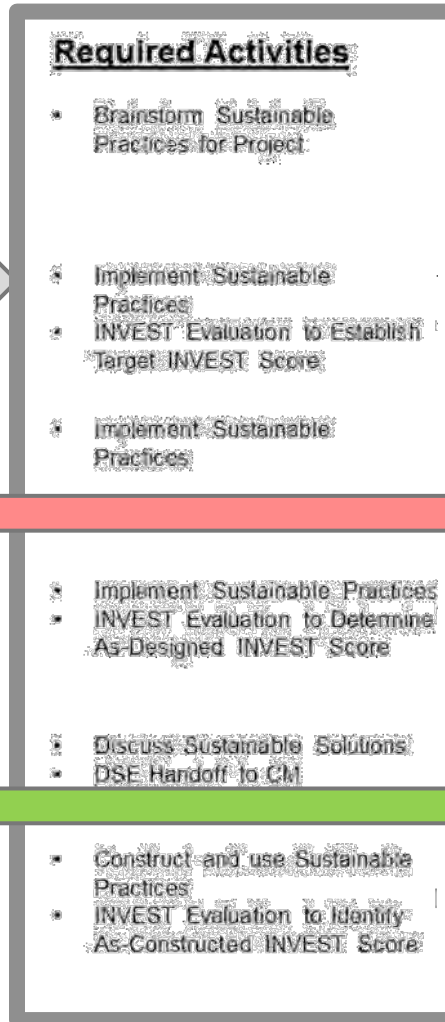 Required Activities
• Brainstorm Sustainable
Practices for Project
• Implement Sustainable
Practices
• INVEST Evaluation to Establish
Target INVEST Score
• Implement Sustainable
Practices
• Implement Sustainable Practices
• INVEST Evaluation to Determine
As-Designed INVEST Score
• Discuss Sustainable Solutions
• DSE Handoff to CM
• Construct and use Sustainable
Practices
• INVEST Evaluation to Identify
As-Constructed INVEST Score